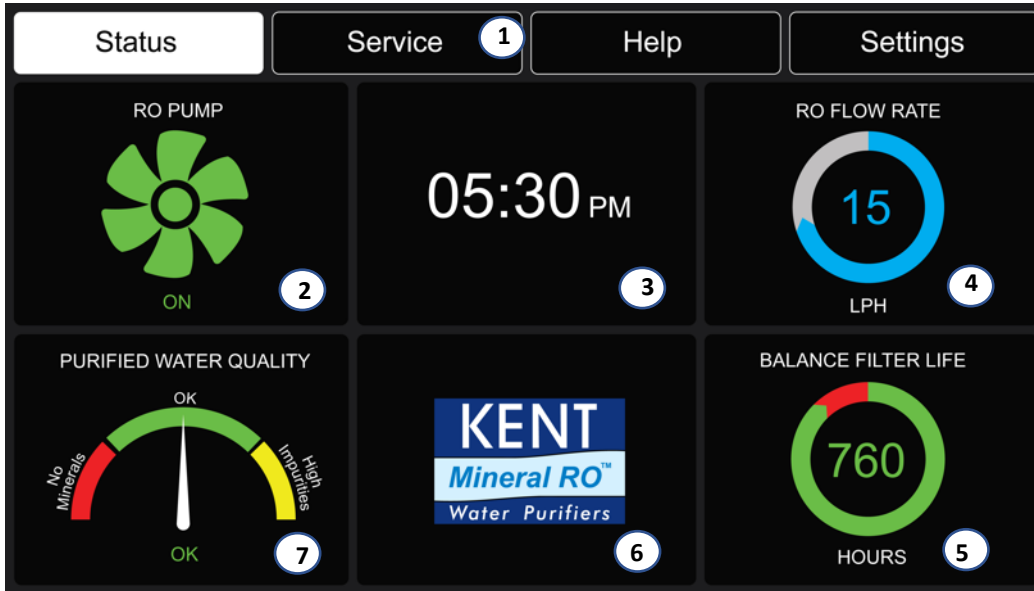 Status
Service
1
Help
Settings
RO PUMP
ON
2
05:30 PM
3
RO FLOW RATE
15
LPH
4
PURIFIED WATER QUALITY
OK
No
Minerals
High
Impurities
OK
7
KENT
Mineral RO™
Water Purifiers
6
BALANCE FILTER LIFE
760
HOURS
5